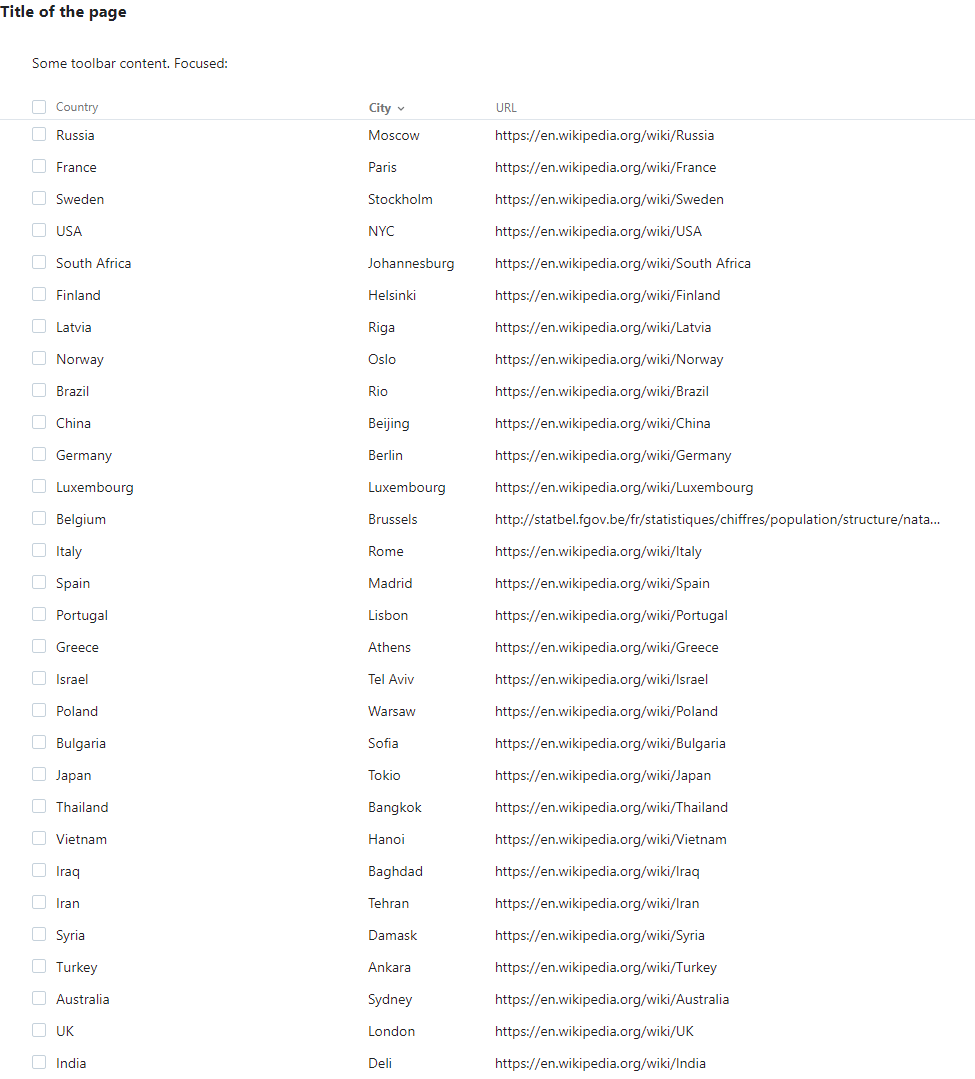 Title of the page
Some toolbar content. Focused:
Country City URL
Russia Moscow https://en.wikipedia.org/wiki/Russia
France Paris https://en.wikipedia.org/wiki/France
Sweden Stockholm https://en.wikipedia.org/wiki/Sweden
USA NYC https://en.wikipedia.org/wiki/USA
South Africa Johannesburg https://en.wikipedia.org/wiki/South Africa
Finland Helsinki https://en.wikipedia.org/wiki/Finland
Latvia Riga https://en.wikipedia.org/wiki/Latvia
Norway Oslo https://en.wikipedia.org/wiki/Norway
Brazil Rio https://en.wikipedia.org/wiki/Brazil
China Beijing https://en.wikipedia.org/wiki/China
Germany Berlin https://en.wikipedia.org/wiki/Germany
Luxembourg Luxembourg https://en.wikipedia.org/wiki/Luxembourg
Belgium Brussels http://statbel.fgov.be/fr/statistiques/chiffres/population/structure/nata...
Italy Rome https://en.wikipedia.org/wiki/Italy
Spain Madrid https://en.wikipedia.org/wiki/Spain
Portugal Lisbon https://en.wikipedia.org/wiki/Portugal
Greece Athens https://en.wikipedia.org/wiki/Greece
Israel Tel Aviv https://en.wikipedia.org/wiki/Israel
Poland Warsaw https://en.wikipedia.org/wiki/Poland
Bulgaria Sofia https://en.wikipedia.org/wiki/Bulgaria
Japan Tokio https://en.wikipedia.org/wiki/Japan
Thailand Bangkok https://en.wikipedia.org/wiki/Thailand
Vietnam Hanoi https://en.wikipedia.org/wiki/Vietnam
Iraq Baghdad https://en.wikipedia.org/wiki/Iraq
Iran Tehran https://en.wikipedia.org/wiki/Iran
Syria Damask https://en.wikipedia.org/wiki/Syria
Turkey Ankara https://en.wikipedia.org/wiki/Turkey
Australia Sydney https://en.wikipedia.org/wiki/Australia
UK London https://en.wikipedia.org/wiki/UK
India Deli https://en.wikipedia.org/wiki/India